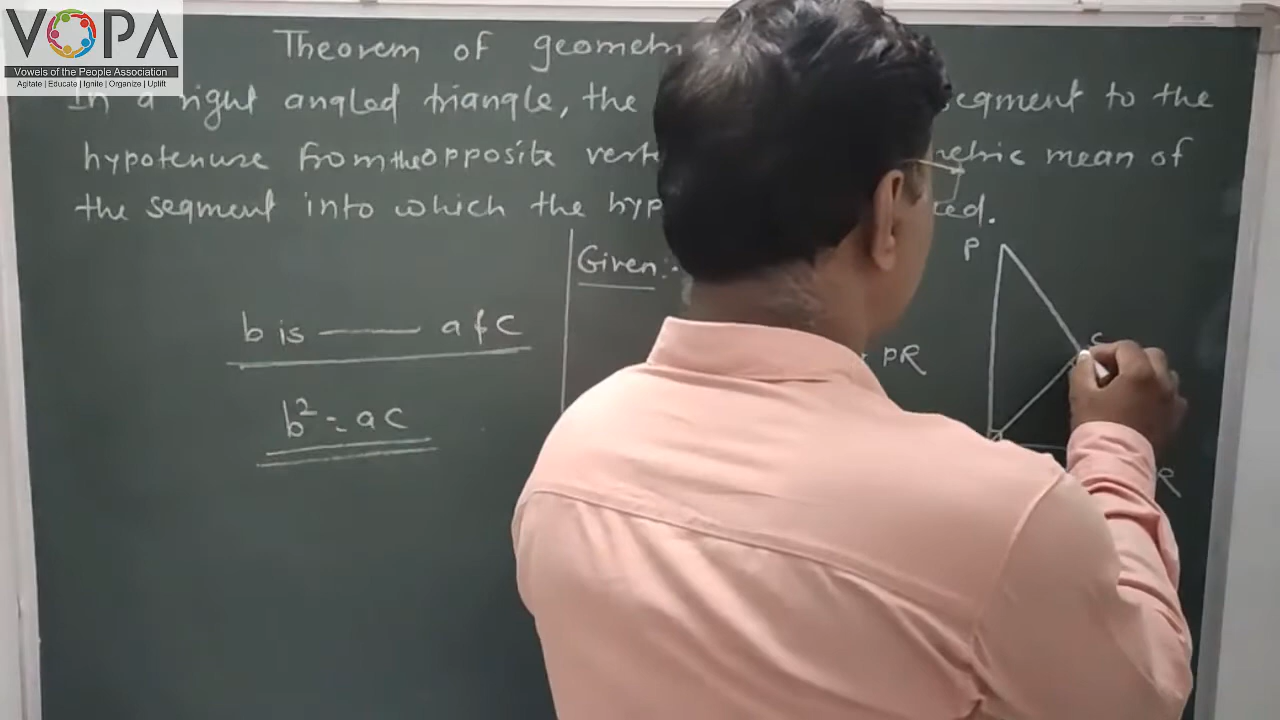 VOPA
Vowels of the People Association
Agitate | Educate | Ignite | Organize | Uplift
Theorem of geometri
In a right angled triangle, the segment to the
hypotenuse from the opposite verte mean of
the segment into which the hyp
b is —— a & c
b² = ac
Given :-
PR
P
S
R